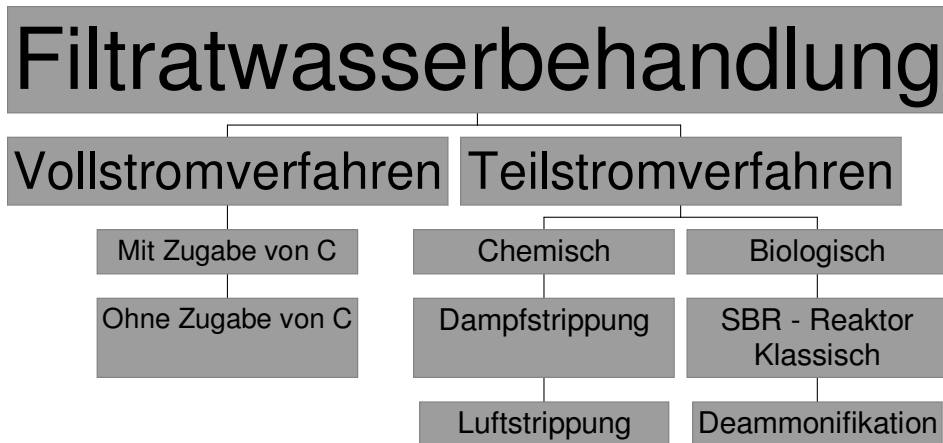 Filtratwasserbehandlung
Vollstromverfahren
Teilstromverfahren
Mit Zugabe von C
Chemisch
Biologisch
Ohne Zugabe von C
Dampfstrippung
SBR - Reaktor
Klassisch
Luftstrippung
Deammonifikation